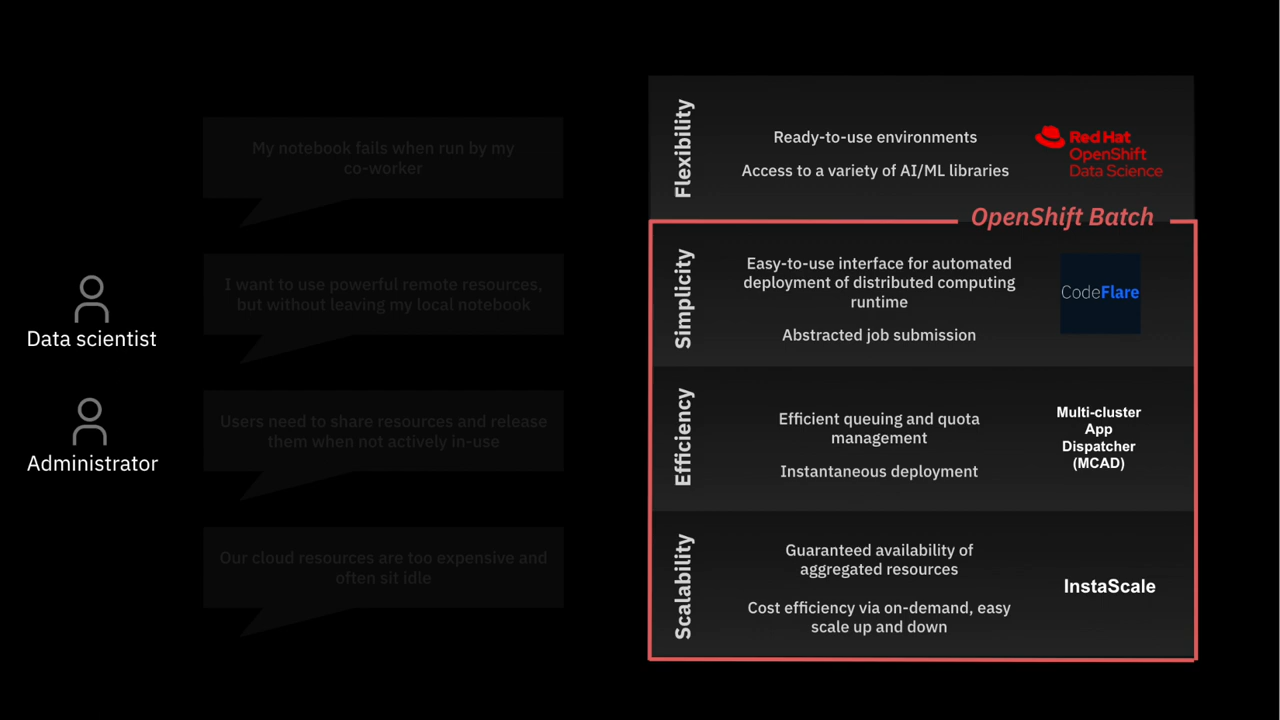 My notebook fails when run by my
co-worker
I want to use powerful remote resources,
but without leaving my local notebook
Data scientist
Users need to share resources and release
them when not actively in-use
Administrator
Our cloud resources are too expensive and
often sit idle
Flexibility
Ready-to-use environments
Access to a variety of AI/ML libraries
Red Hat
OpenShift
Data Science
OpenShift Batch
Simplicity
Easy-to-use interface for automated
deployment of distributed computing
runtime
Abstracted job submission
CodeFlare
Efficiency
Efficient queuing and quota
management
Instantaneous deployment
Multi-cluster
App
Dispatcher
(MCAD)
Scalability
Guaranteed availability of
aggregated resources
Cost efficiency via on-demand, easy
scale up and down
InstaScale